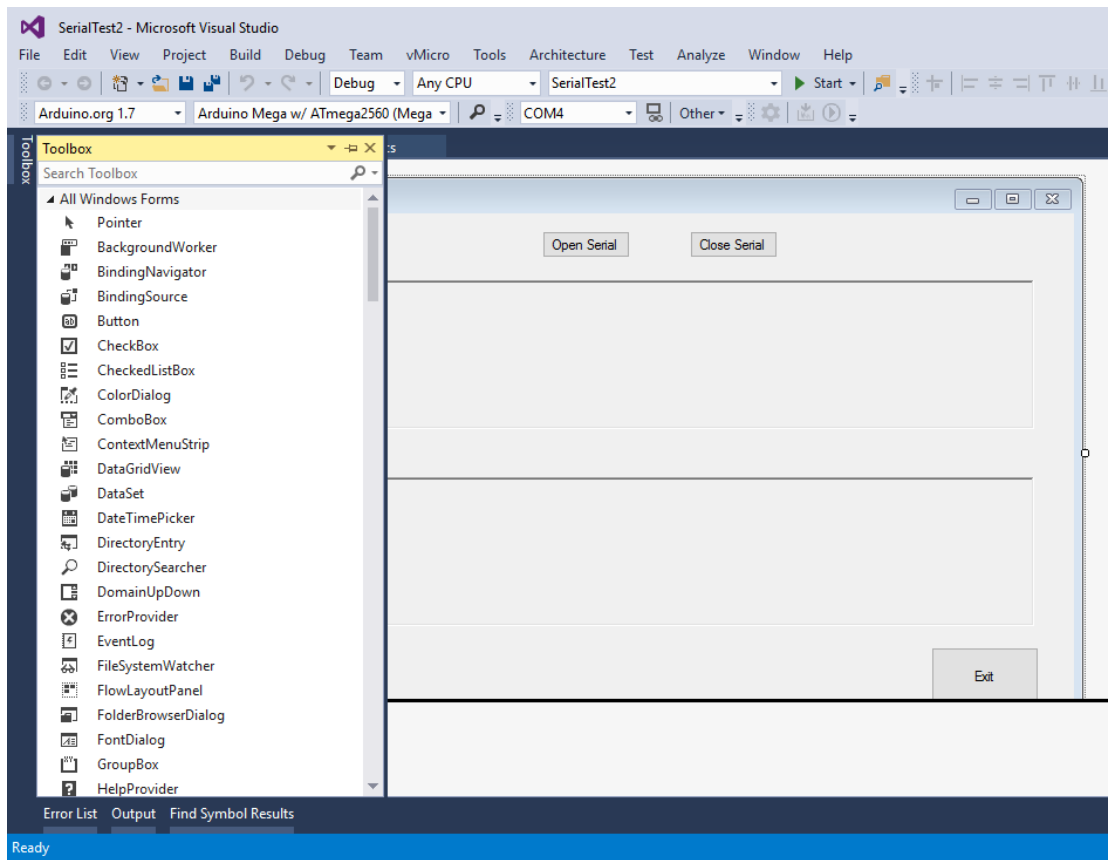 SerialTest2 - Microsoft Visual Studio
File Edit View Project Build Debug Team vMicro Tools Architecture Test Analyze Window Help
Debug Any CPU SerialTest2 Start
Arduino.org 1.7 Arduino Mega w/ ATmega2560 (Mega COM4 Other
Toolbox
Toolbox
Search Toolbox
All Windows Forms
Pointer
BackgroundWorker
BindingNavigator
BindingSource
Button
CheckBox
CheckedListBox
ColorDialog
ComboBox
ContextMenuStrip
DataGridView
DataSet
DateTimePicker
DirectoryEntry
DirectorySearcher
DomainUpDown
ErrorProvider
EventLog
FileSystemWatcher
FlowLayoutPanel
FolderBrowserDialog
FontDialog
GroupBox
HelpProvider
Open Serial Close Serial
Exit
Error List Output Find Symbol Results
Ready